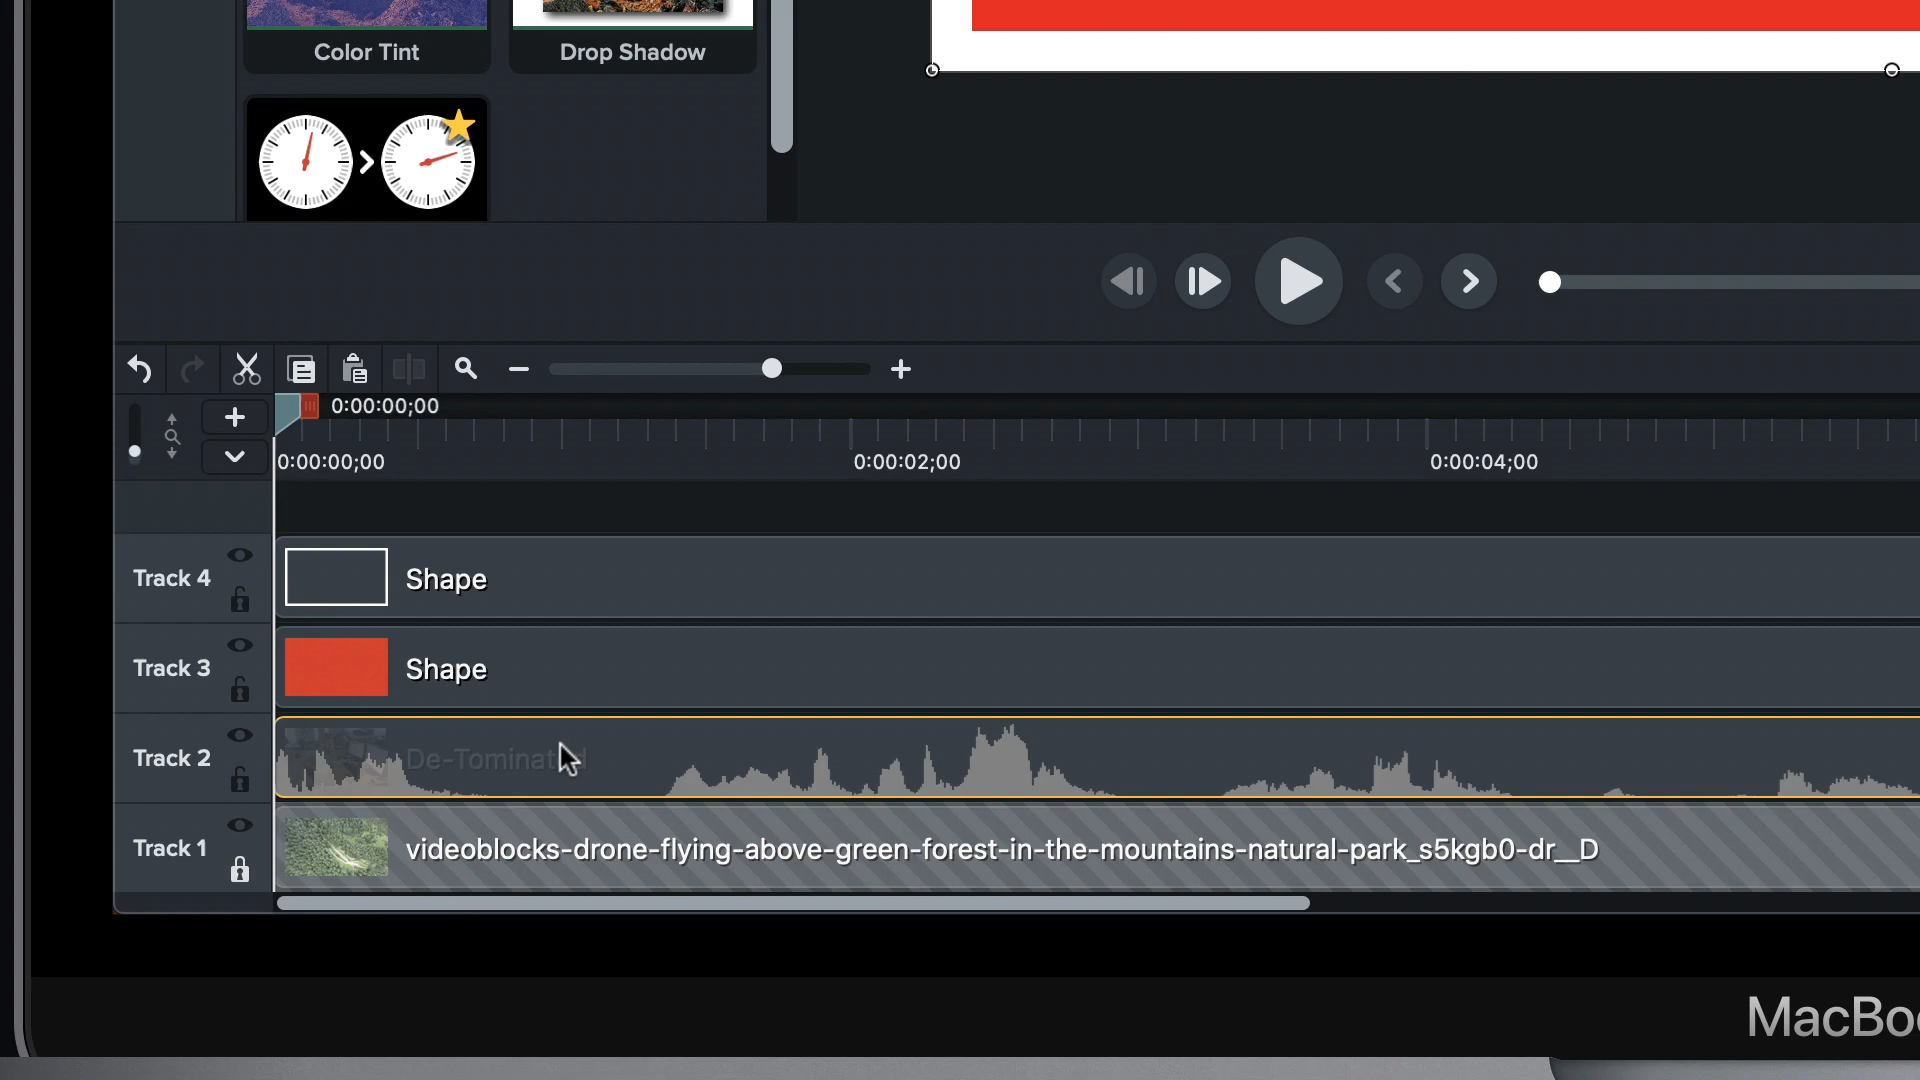 Color Tint
Drop Shadow
0:00:00;00
0:00:00;00
0:00:02;00
0:00:04;00
Track 4
Shape
Track 3
Shape
Track 2
Track 1
videoblocks-drone-flying-above-green-forest-in-the-mountains-natural-park_s5kgb0-dr__D
MacBo